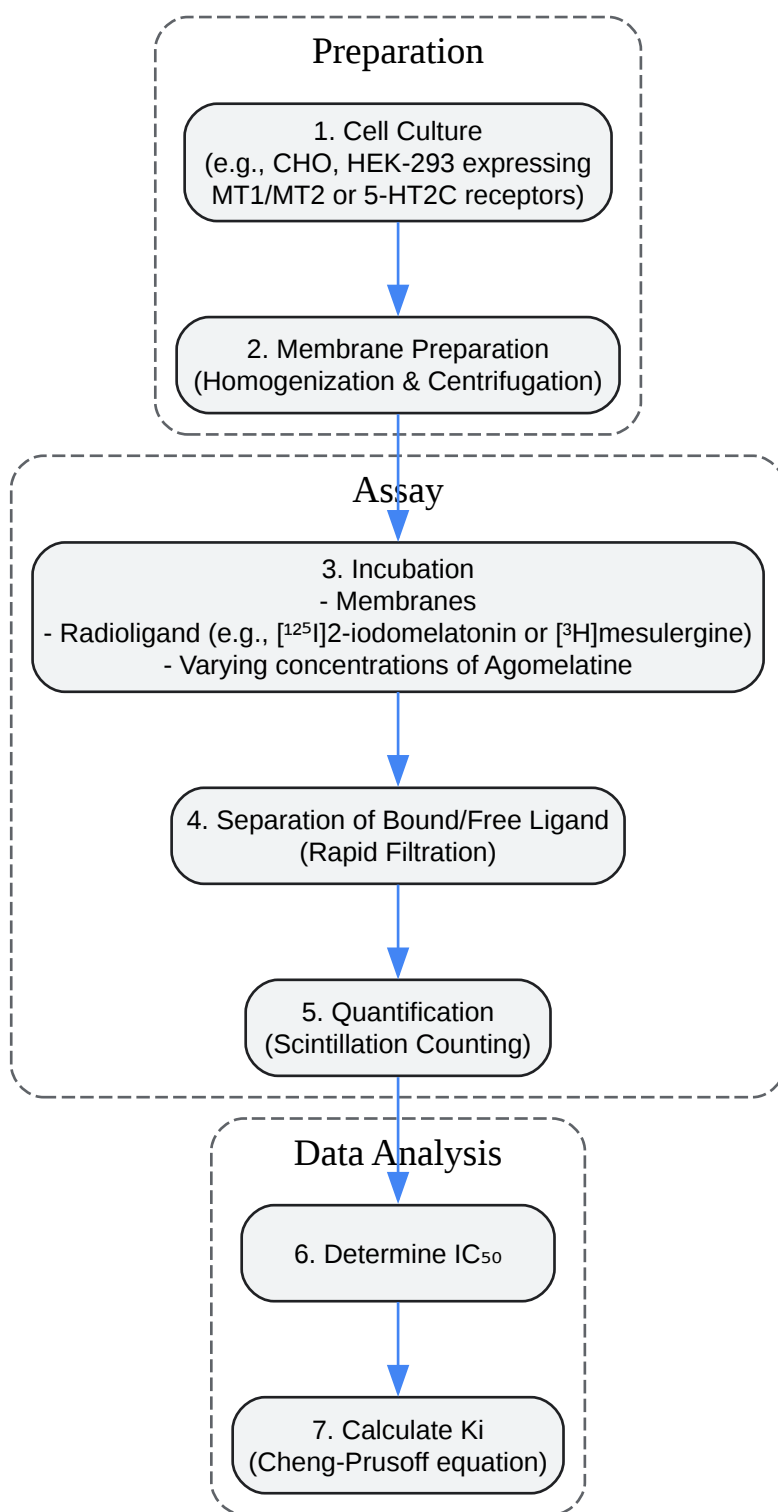 Preparation
1. Cell Culture
(e.g., CHO, HEK-293 expressing
MT1/MT2 or 5-HT2C receptors)
2. Membrane Preparation
(Homogenization & Centrifugation)
Assay
3. Incubation
- Membranes
- Radioligand (e.g., [¹²⁵I]2-iodomelatonin or [³H]mesulergine)
- Varying concentrations of Agomelatine
4. Separation of Bound/Free Ligand
(Rapid Filtration)
5. Quantification
(Scintillation Counting)
Data Analysis
6. Determine IC₅₀
7. Calculate Ki
(Cheng-Prusoff equation)